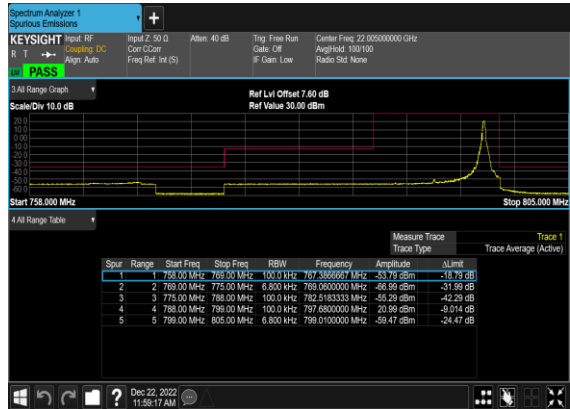 Spectrum Analyzer 1
Spurious Emissions
KEYSIGHT Input: RF Input Z: 50 Ω Atten: 40 dB Trig: Free Run Center Freq: 22.005000000 GHz
R T Coupling: DC Corr CCorr Gate: Off Avg|Hold: 100/100
Align: Auto Freq Ref: Int (S) IF Gain: Low Radio Std: None
PASS
3 All Range Graph
Ref Lvl Offset 7.60 dB
Scale/Div 10.0 dB Ref Value 30.00 dBm
20.0
10.0
0.00
-10.0
-20.0
-30.0
-40.0
-50.0
-60.0
Start 758.000 MHz Stop 805.000 MHz
4 All Range Table
Measure Trace Trace 1
Trace Type Trace Average (Active)
Spur Range Start Freq Stop Freq RBW Frequency Amplitude ΔLimit
1 1 758.00 MHz 769.00 MHz 100.0 kHz 767.3866667 MHz -53.79 dBm -18.79 dB
2 2 769.00 MHz 775.00 MHz 6.800 kHz 769.0600000 MHz -66.99 dBm -31.99 dB
3 3 775.00 MHz 788.00 MHz 100.0 kHz 782.5183333 MHz -55.29 dBm -42.29 dB
4 4 788.00 MHz 799.00 MHz 100.0 kHz 797.6800000 MHz 20.99 dBm -9.014 dB
5 5 799.00 MHz 805.00 MHz 6.800 kHz 799.0100000 MHz -59.47 dBm -24.47 dB
? Dec 22, 2022
11:59:17 AM